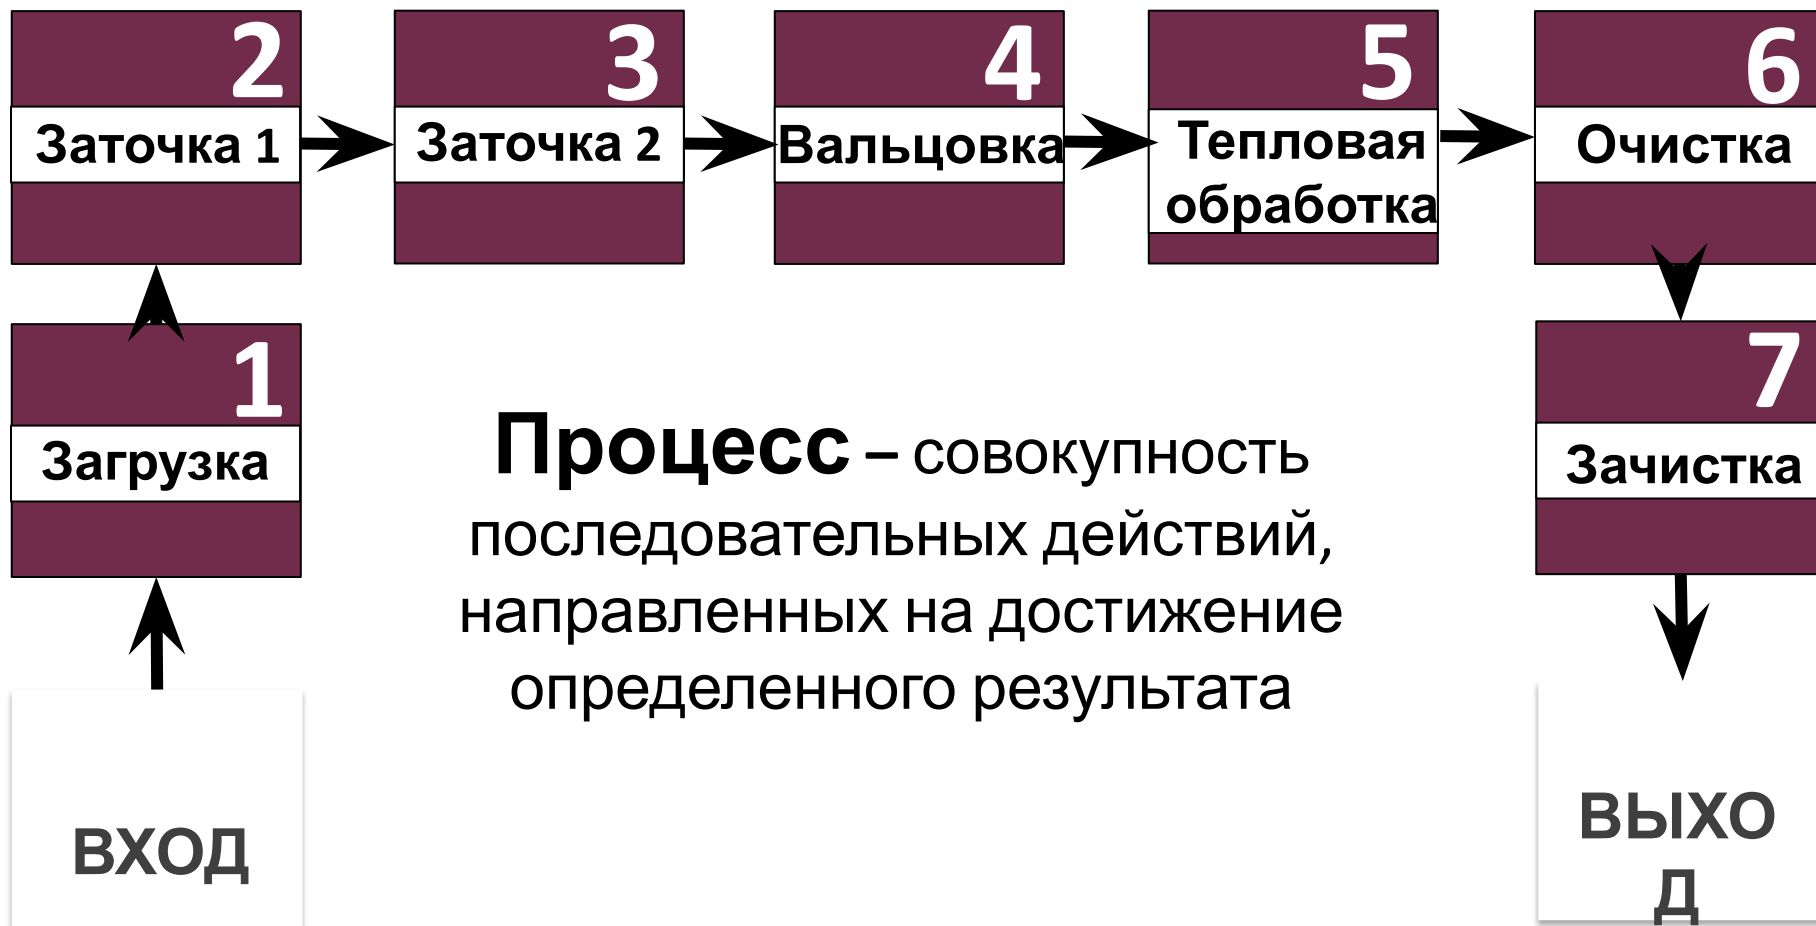 2
Заточка 1
3
Заточка 2
4
Вальцовка
5
Тепловая
обработка
6
Очистка
1
Загрузка
7
Зачистка
Процесс – совокупность
последовательных действий,
направленных на достижение
определенного результата
ВХОД
ВЫХО
Д